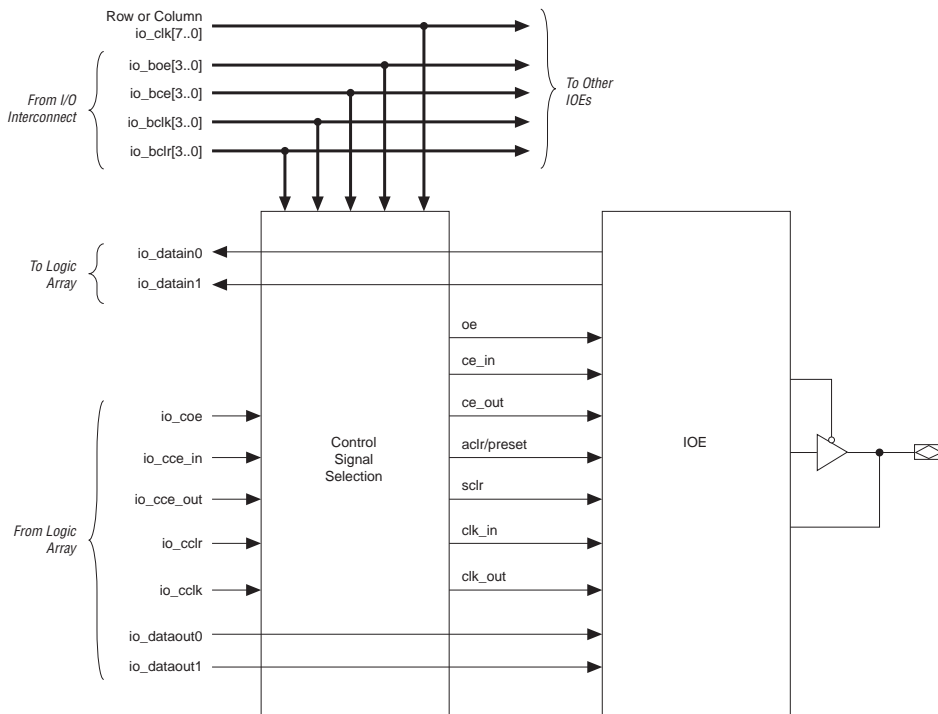 Row or Column
io_clk[7..0]
io_boe[3..0]
io_bce[3..0]
io_bclk[3..0]
io_bclr[3..0]
From I/O
Interconnect
To Other
IOEs
To Logic
Array
io_datain0
io_datain1
oe
ce_in
ce_out
aclr/preset
sclr
clk_in
clk_out
From Logic
Array
io_coe
io_cce_in
io_cce_out
io_cclr
io_cclk
io_dataout0
io_dataout1
Control
Signal
Selection
IOE